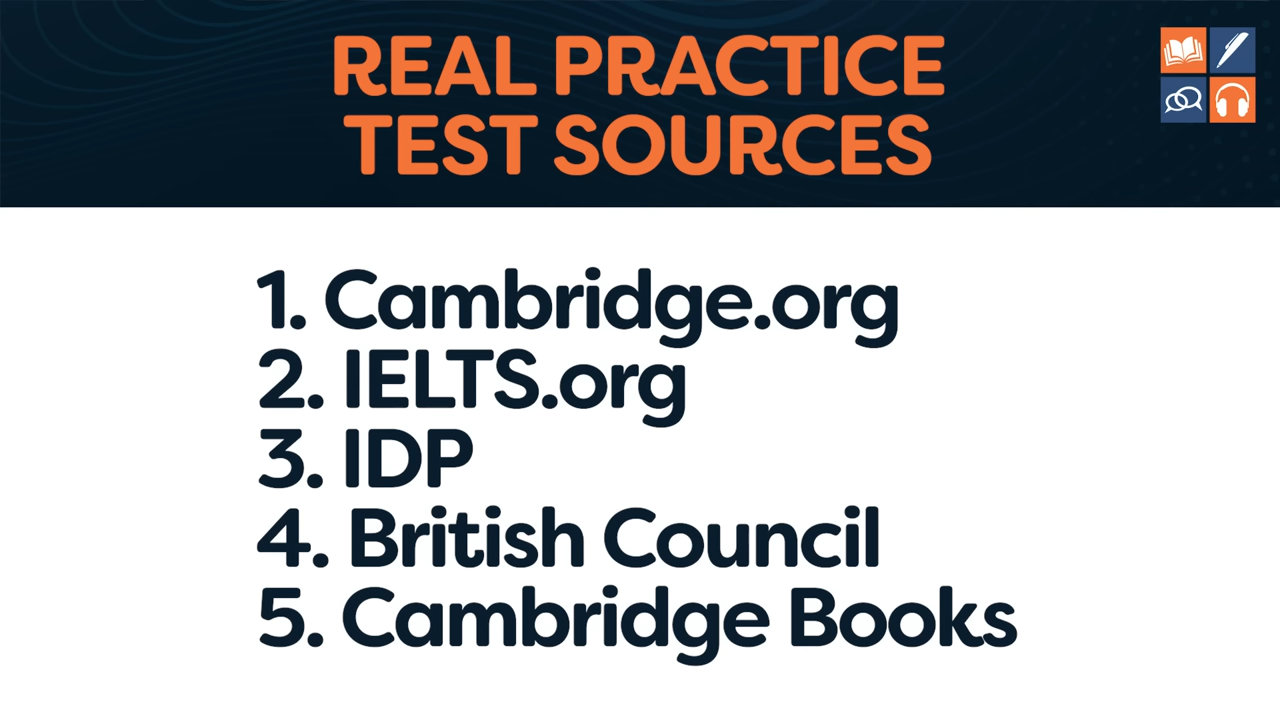 REAL PRACTICE
TEST SOURCES
1. Cambridge.org
2. IELTS.org
3. IDP
4. British Council
5. Cambridge Books